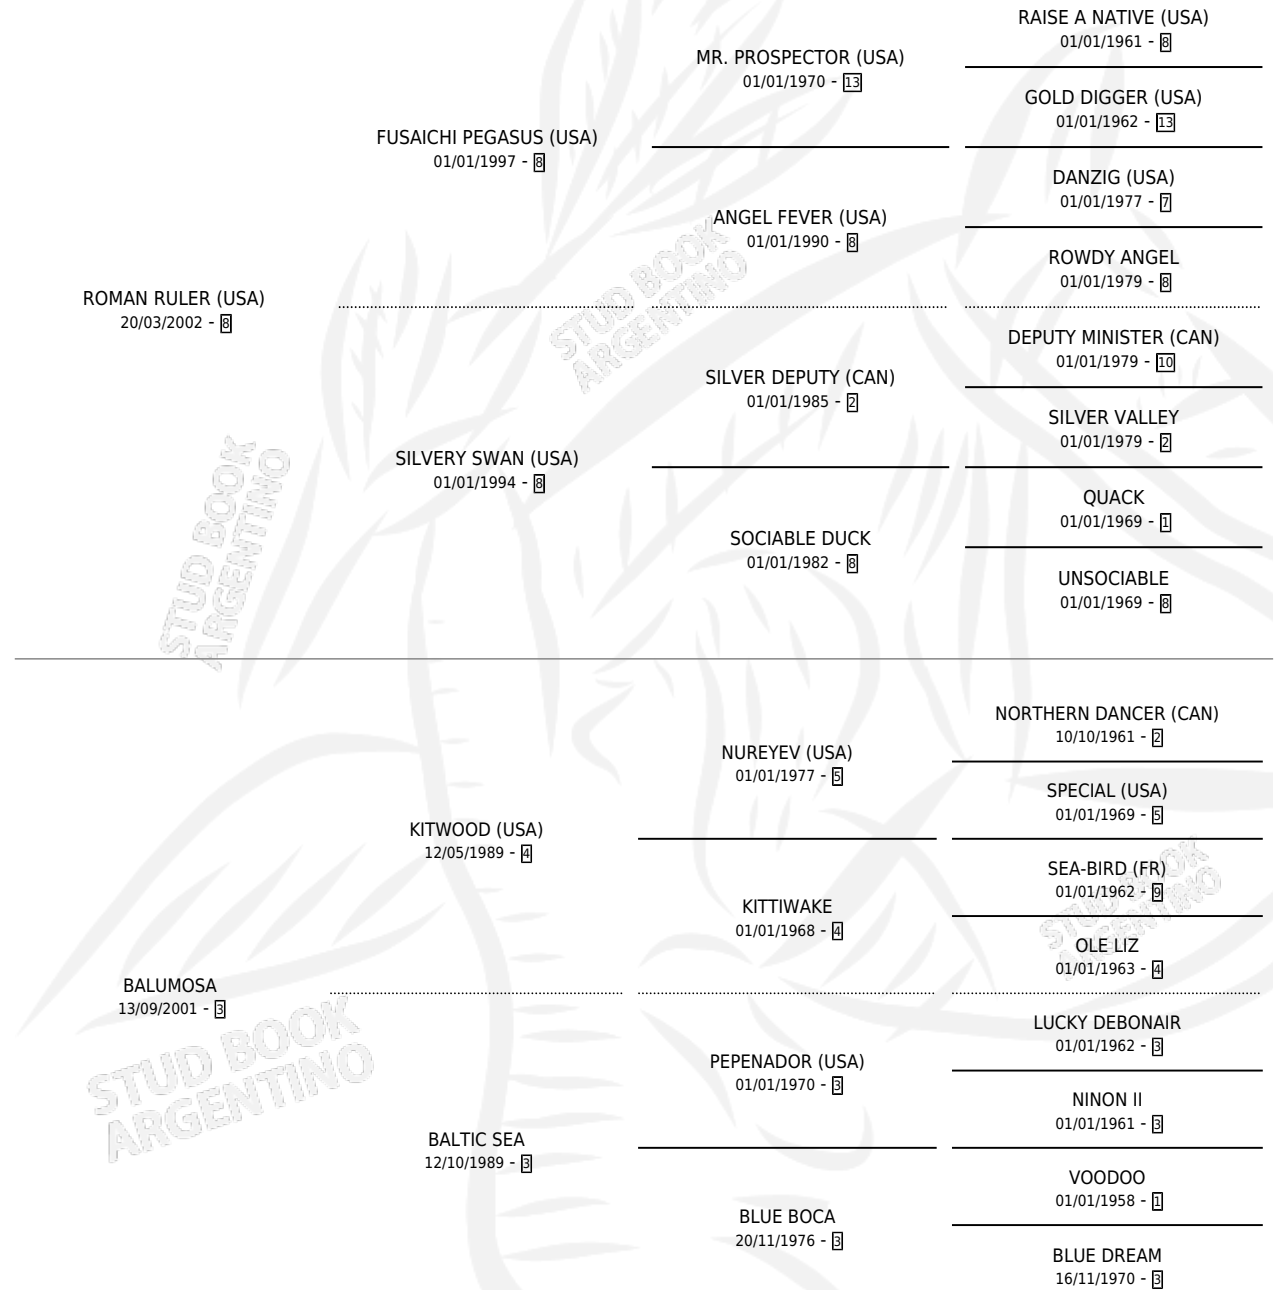 RAISE A NATIVE (USA)
01/01/1961 - 8
MR. PROSPECTOR (USA)
01/01/1970 - 13
GOLD DIGGER (USA)
01/01/1962 - 13
FUSAICHI PEGASUS (USA)
01/01/1997 - 8
DANZIG (USA)
01/01/1977 - 7
ANGEL FEVER (USA)
01/01/1990 - 8
ROWDY ANGEL
01/01/1979 - 8
ROMAN RULER (USA)
20/03/2002 - 8
DEPUTY MINISTER (CAN)
01/01/1979 - 10
SILVER DEPUTY (CAN)
01/01/1985 - 2
SILVER VALLEY
01/01/1979 - 2
SILVERY SWAN (USA)
01/01/1994 - 8
QUACK
01/01/1969 - 1
SOCIABLE DUCK
01/01/1982 - 8
UNSOCIABLE
01/01/1969 - 8
NORTHERN DANCER (CAN)
10/10/1961 - 2
NUREYEV (USA)
01/01/1977 - 5
SPECIAL (USA)
01/01/1969 - 5
KITWOOD (USA)
12/05/1989 - 4
SEA-BIRD (FR)
01/01/1962 - 9
KITTIWAKE
01/01/1968 - 4
OLE LIZ
01/01/1963 - 4
BALUMOSA
13/09/2001 - 3
LUCKY DEBONAIR
01/01/1962 - 3
PEPENADOR (USA)
01/01/1970 - 3
NINON II
01/01/1961 - 3
BALTIC SEA
12/10/1989 - 3
VOODOO
01/01/1958 - 1
BLUE BOCA
20/11/1976 - 3
BLUE DREAM
16/11/1970 - 3
STUD BOOK
ARGENTINO
STUD BOOK
ARGENTINO
STUD BOOK
ARGENTINO
STUD BOOK
ARGENTINO